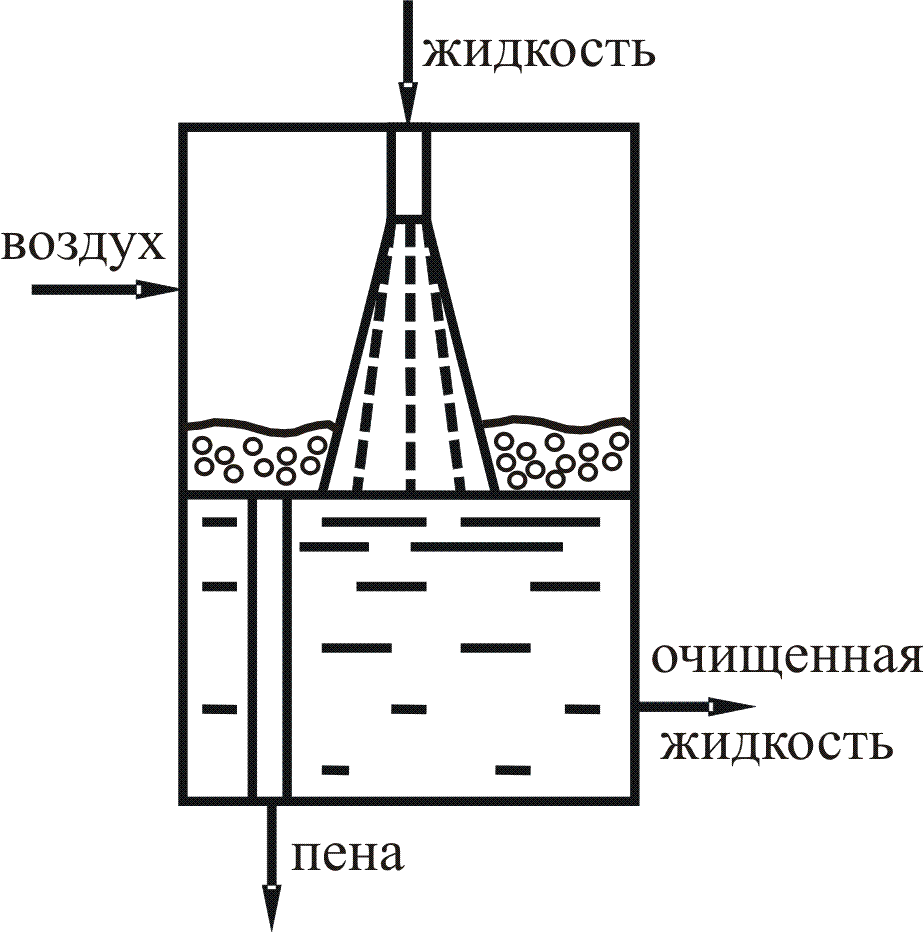 жидкость
воздух
очищенная
жидкость
пена